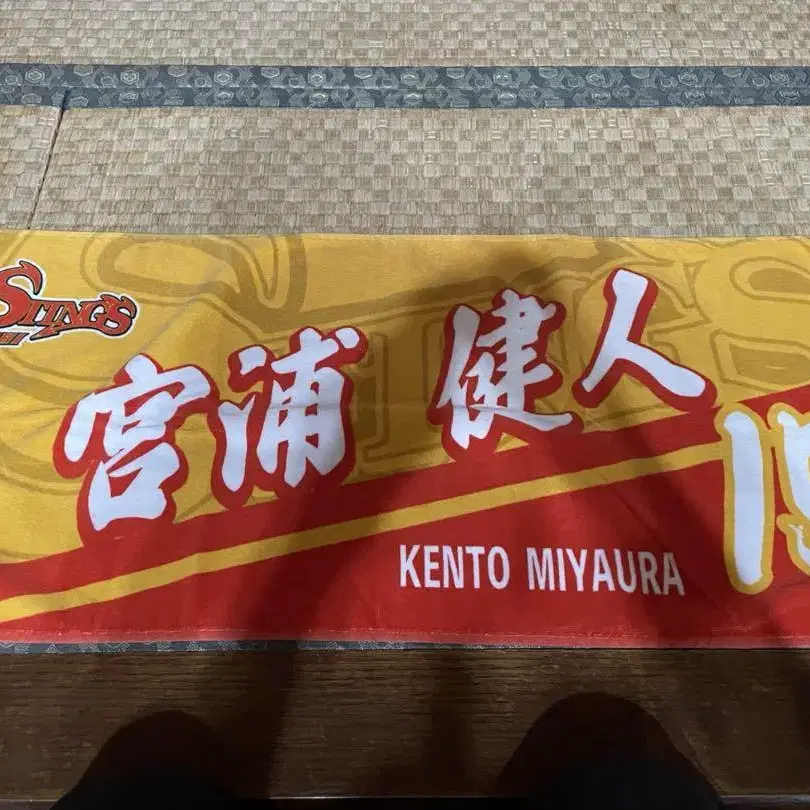 STINGS
宮浦 健人
KENTO MIYAURA